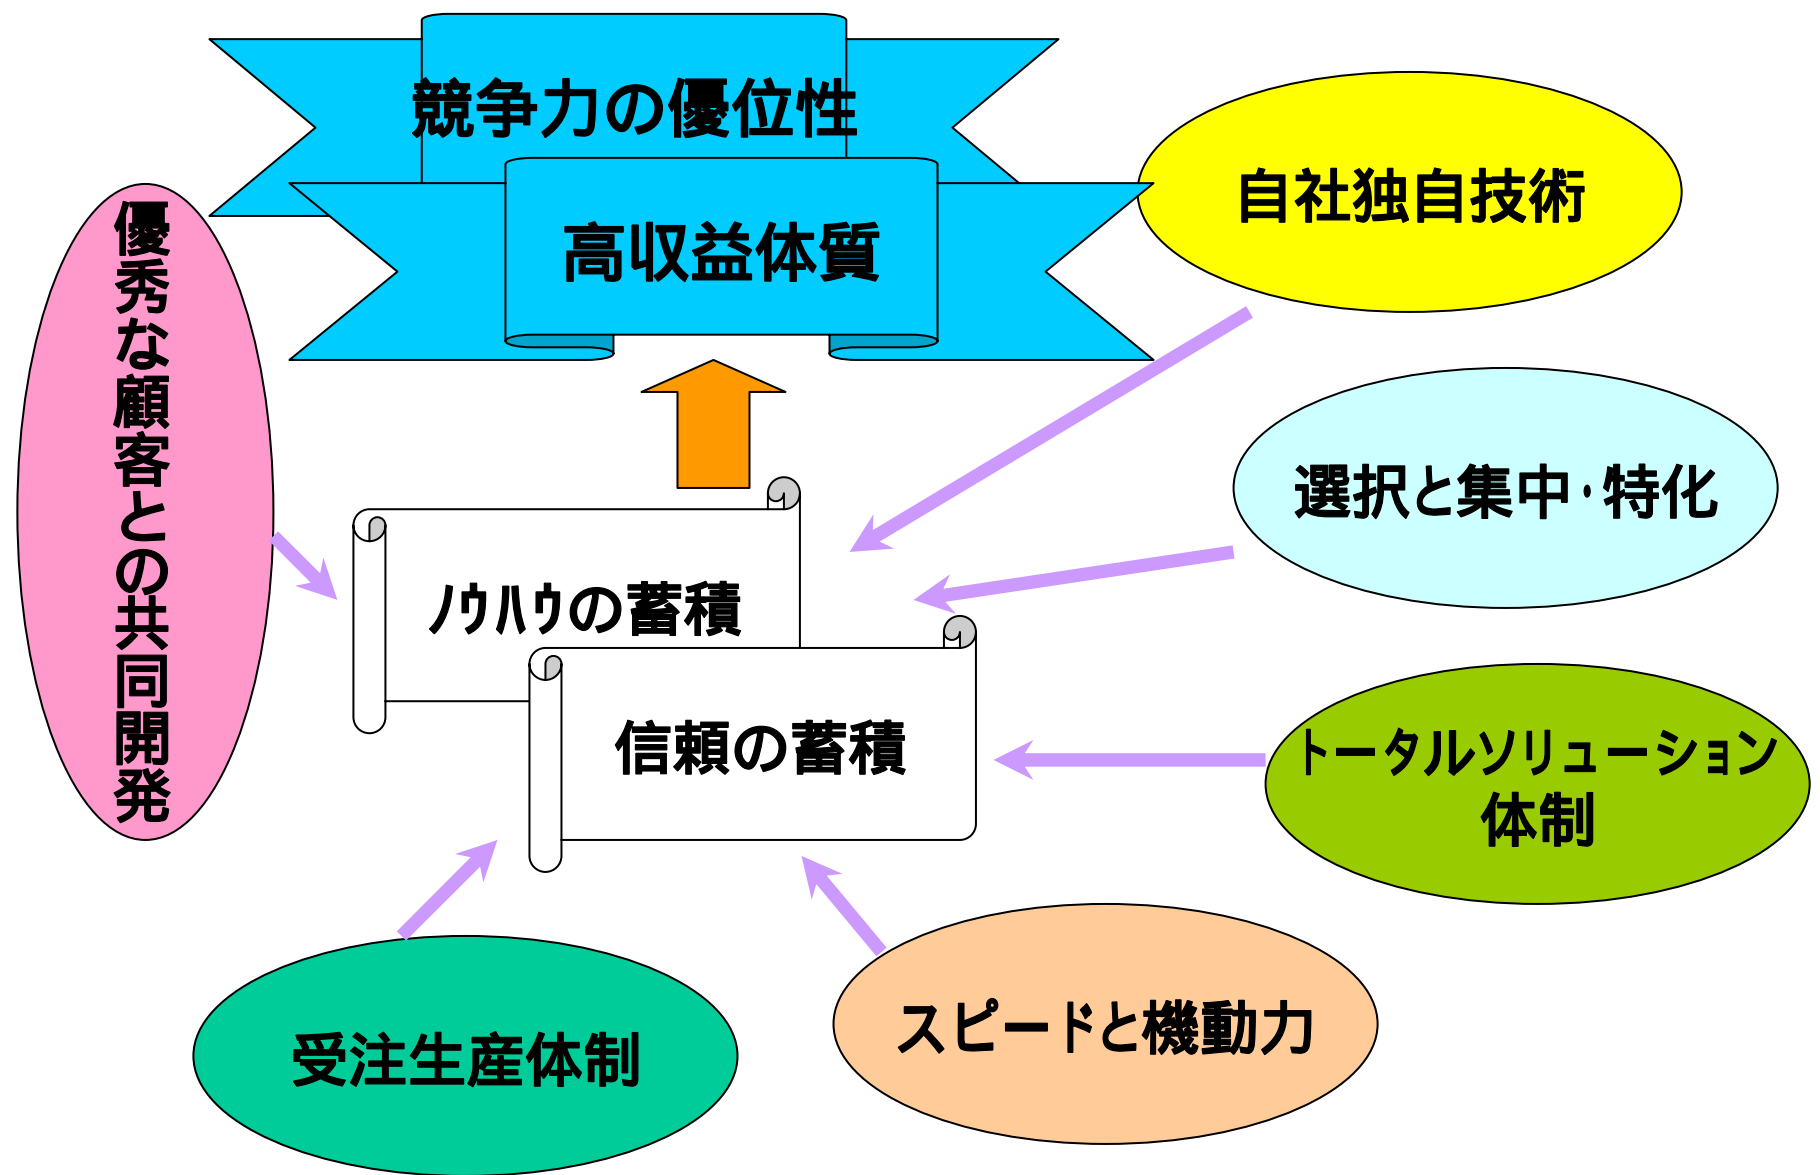 競争力の優位性
高収益体質
自社独自技術
優秀な顧客との共同開発
選択と集中・特化
ﾉｳﾊｳの蓄積
信頼の蓄積
トータルソリューション
体制
スピードと機動力
受注生産体制